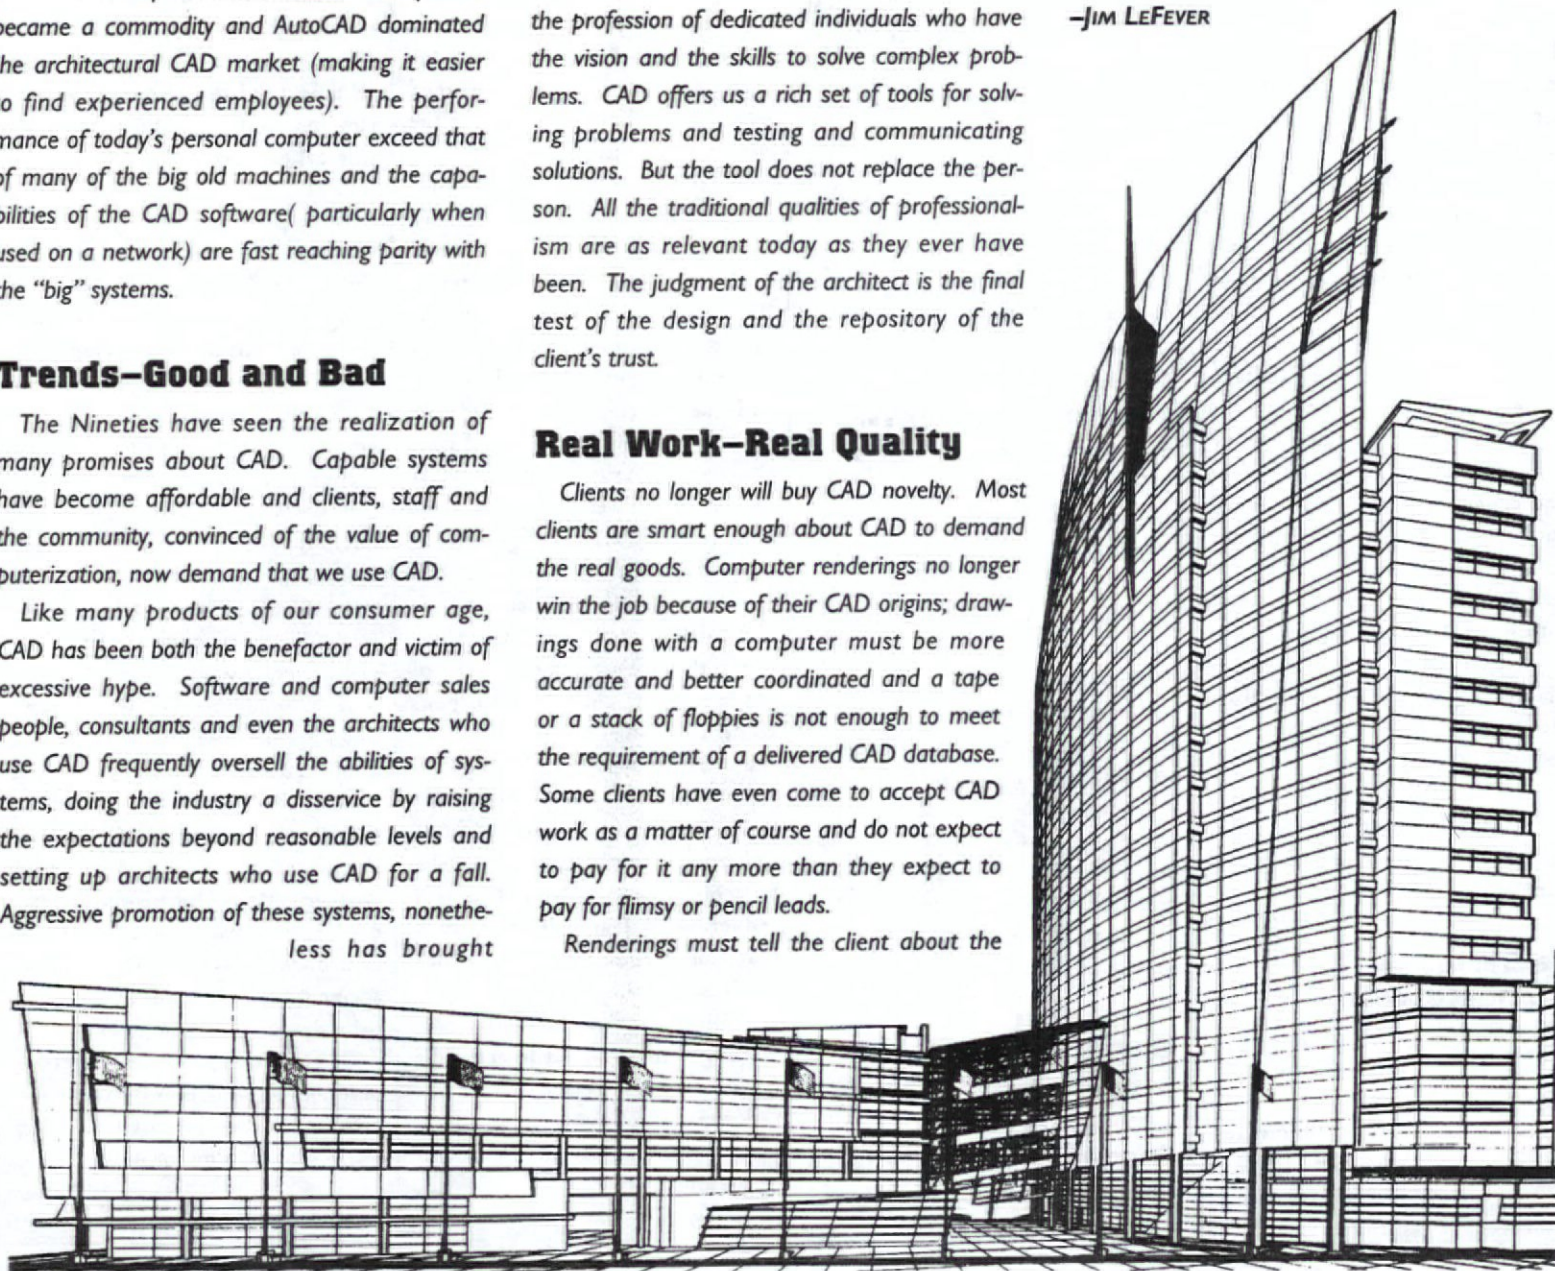 became a commodity and AutoCAD dominated
the architectural CAD market (making it easier
to find experienced employees). The perfor-
mance of today's personal computer exceed that
of many of the big old machines and the capa-
bilities of the CAD software( particularly when
used on a network) are fast reaching parity with
the “big” systems.
Trends–Good and Bad
The Nineties have seen the realization of
many promises about CAD. Capable systems
have become affordable and clients, staff and
the community, convinced of the value of com-
puterization, now demand that we use CAD.
Like many products of our consumer age,
CAD has been both the benefactor and victim of
excessive hype. Software and computer sales
people, consultants and even the architects who
use CAD frequently oversell the abilities of sys-
tems, doing the industry a disservice by raising
the expectations beyond reasonable levels and
setting up architects who use CAD for a fall.
Aggressive promotion of these systems, nonethe-
less has brought
the profession of dedicated individuals who have
the vision and the skills to solve complex prob-
lems. CAD offers us a rich set of tools for solv-
ing problems and testing and communicating
solutions. But the tool does not replace the per-
son. All the traditional qualities of professional-
ism are as relevant today as they ever have
been. The judgment of the architect is the final
test of the design and the repository of the
client's trust.
Real Work–Real Quality
Clients no longer will buy CAD novelty. Most
clients are smart enough about CAD to demand
the real goods. Computer renderings no longer
win the job because of their CAD origins; draw-
ings done with a computer must be more
accurate and better coordinated and a tape
or a stack of floppies is not enough to meet
the requirement of a delivered CAD database.
Some clients have even come to accept CAD
work as a matter of course and do not expect
to pay for it any more than they expect to
pay for flimsy or pencil leads.
Renderings must tell the client about the
–JIM LEFEVER